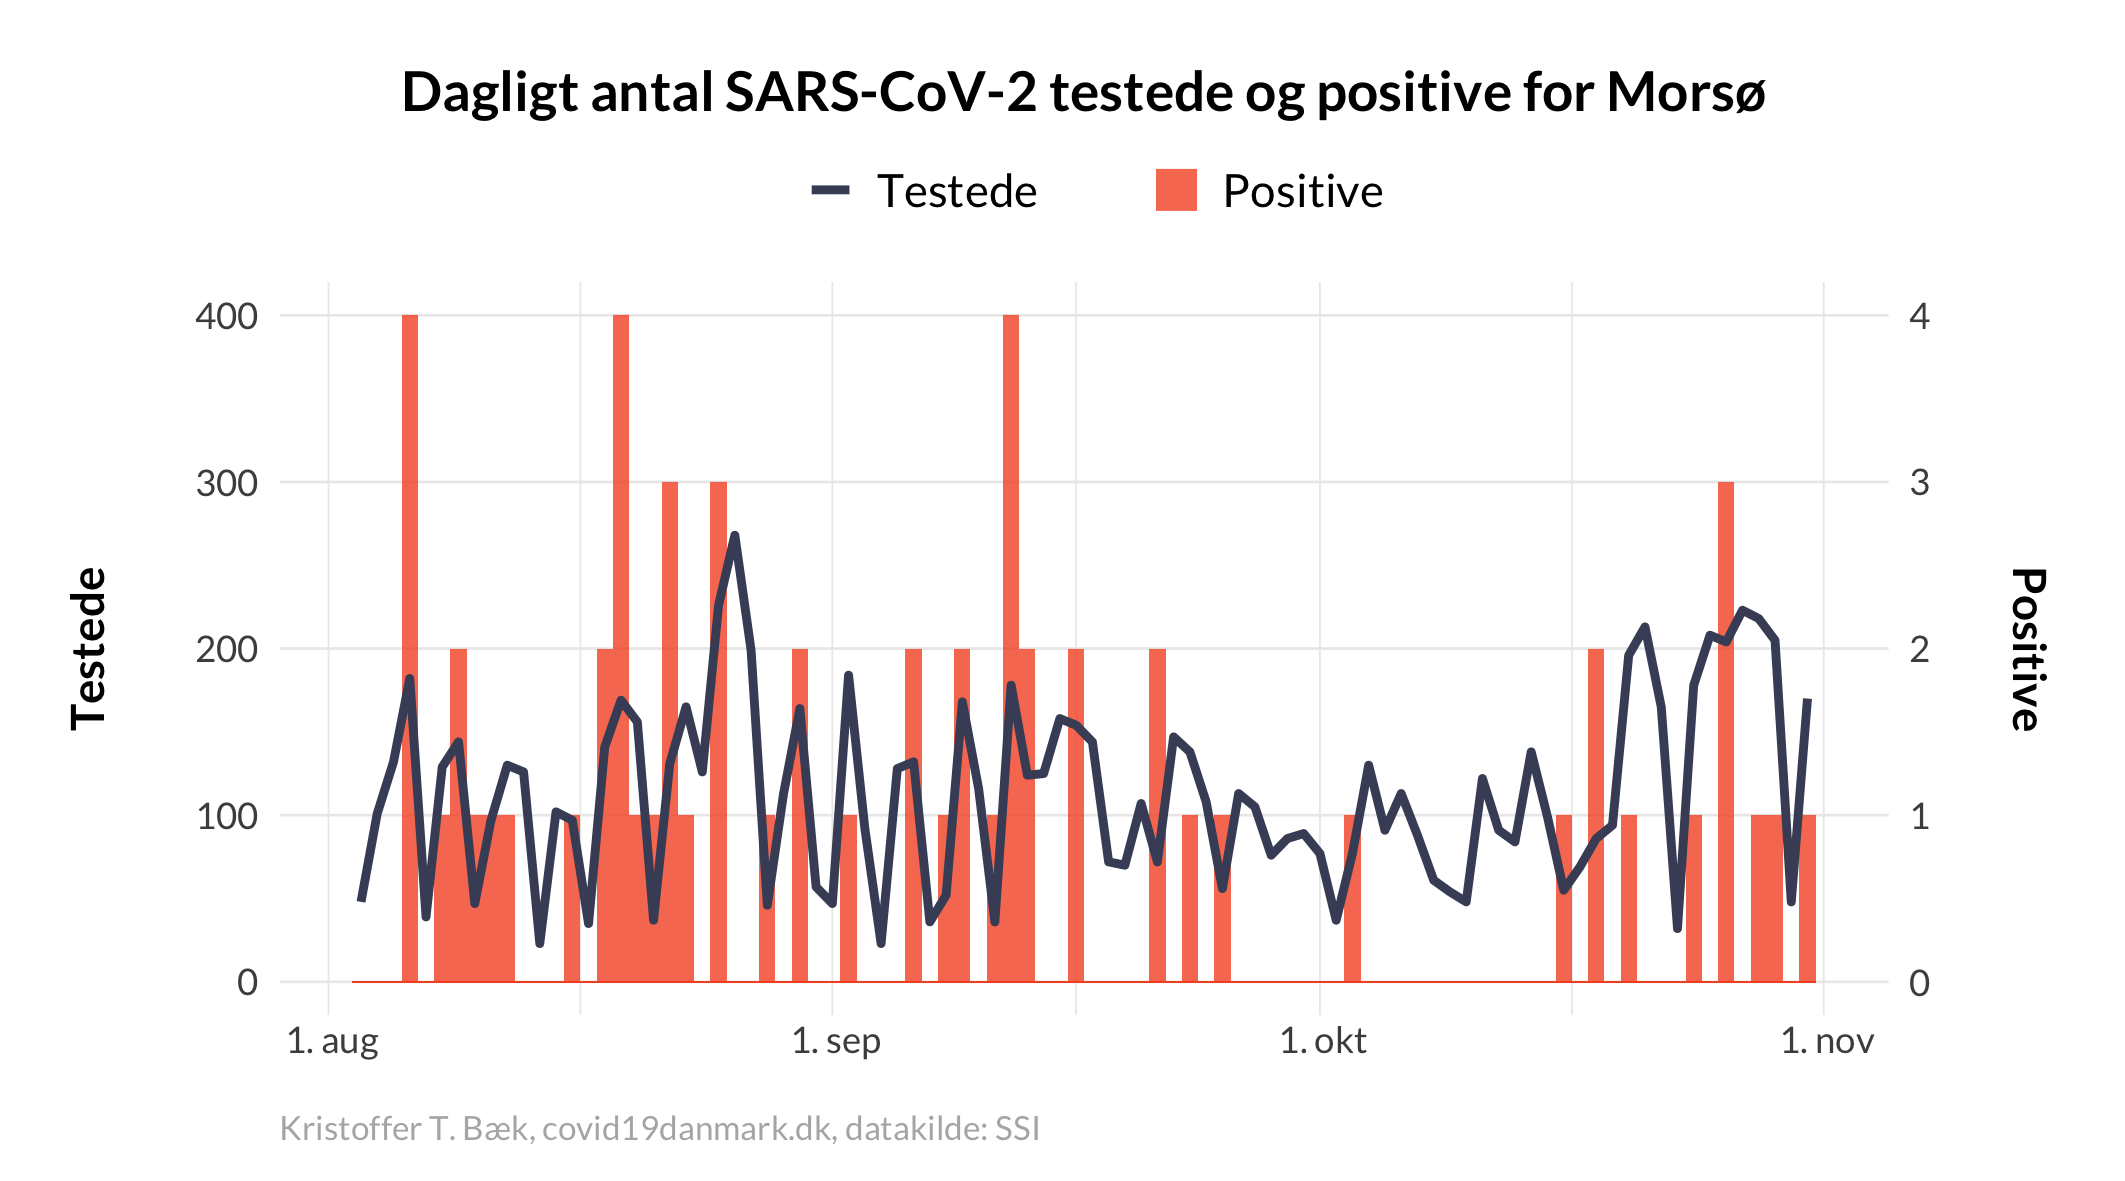 Dagligt antal SARS-CoV-2 testede og positive for Morsø
Testede
Positive
400
300
200
100
0
4
3
2
1
0
Testede
Positive
1. aug
1. sep
1. okt
1. nov
Kristoffer T. Bæk, covid19danmark.dk, datakilde: SSI